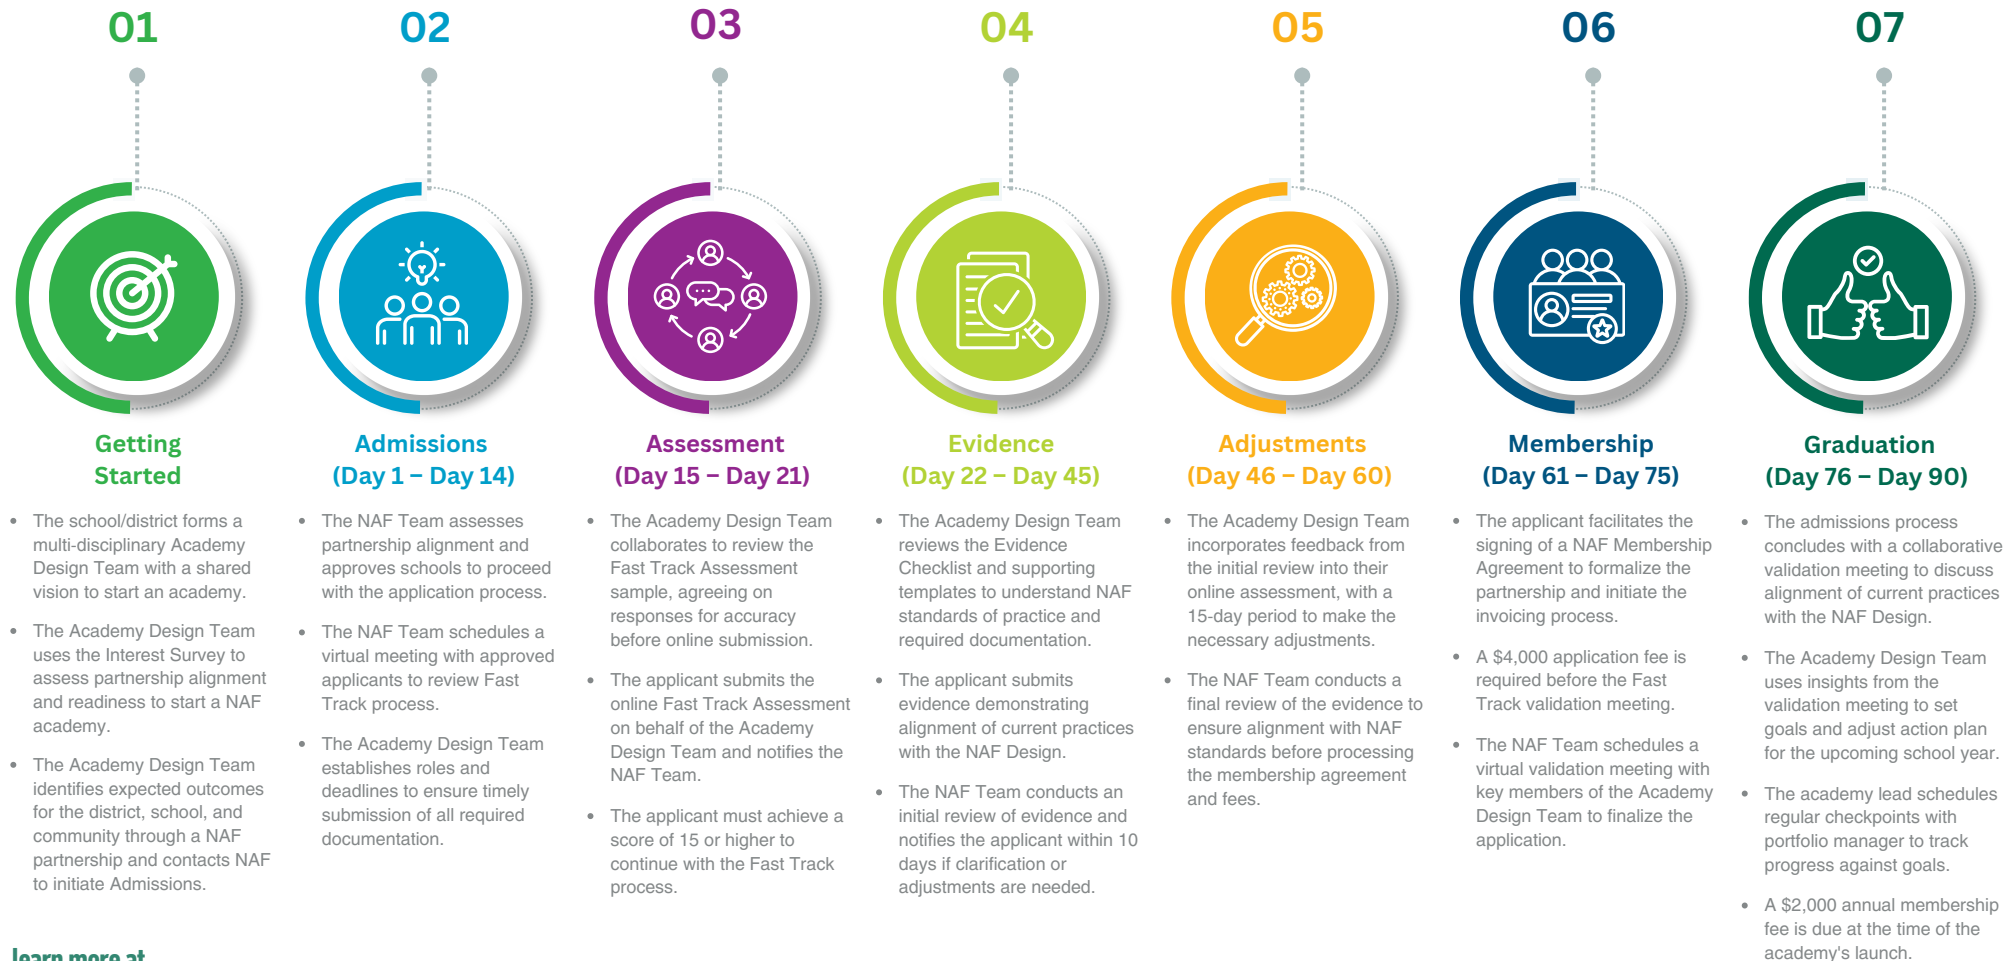 01
Getting
Started
• The school/district forms a
multi-disciplinary Academy
Design Team with a shared
vision to start an academy.
• The Academy Design Team
uses the Interest Survey to
assess partnership alignment
and readiness to start a NAF
academy.
• The Academy Design Team
identifies expected outcomes
for the district, school, and
community through a NAF
partnership and contacts NAF
to initiate Admissions.
02
Admissions
(Day 1 – Day 14)
• The NAF Team assesses
partnership alignment and
approves schools to proceed
with the application process.
• The NAF Team schedules a
virtual meeting with approved
applicants to review Fast
Track process.
• The Academy Design Team
establishes roles and
deadlines to ensure timely
submission of all required
documentation.
03
Assessment
(Day 15 – Day 21)
• The Academy Design Team
collaborates to review the
Fast Track Assessment
sample, agreeing on
responses for accuracy
before online submission.
• The applicant submits the
online Fast Track Assessment
on behalf of the Academy
Design Team and notifies the
NAF Team.
• The applicant must achieve a
score of 15 or higher to
continue with the Fast Track
process.
04
Evidence
(Day 22 – Day 45)
• The Academy Design Team
reviews the Evidence
Checklist and supporting
templates to understand NAF
standards of practice and
required documentation.
• The applicant submits
evidence demonstrating
alignment of current practices
with the NAF Design.
• The NAF Team conducts an
initial review of evidence and
notifies the applicant within 10
days if clarification or
adjustments are needed.
05
Adjustments
(Day 46 – Day 60)
• The Academy Design Team
incorporates feedback from
the initial review into their
online assessment, with a
15-day period to make the
necessary adjustments.
• The NAF Team conducts a
final review of the evidence to
ensure alignment with NAF
standards before processing
the membership agreement
and fees.
06
Membership
(Day 61 – Day 75)
• The applicant facilitates the
signing of a NAF Membership
Agreement to formalize the
partnership and initiate the
invoicing process.
• A $4,000 application fee is
required before the Fast
Track validation meeting.
• The NAF Team schedules a
virtual validation meeting with
key members of the Academy
Design Team to finalize the
application.
07
Graduation
(Day 76 – Day 90)
• The admissions process
concludes with a collaborative
validation meeting to discuss
alignment of current practices
with the NAF Design.
• The Academy Design Team
uses insights from the
validation meeting to set
goals and adjust action plan
for the upcoming school year.
• The academy lead schedules
regular checkpoints with
portfolio manager to track
progress against goals.
• A $2,000 annual membership
fee is due at the time of the
academy's launch.
learn more at